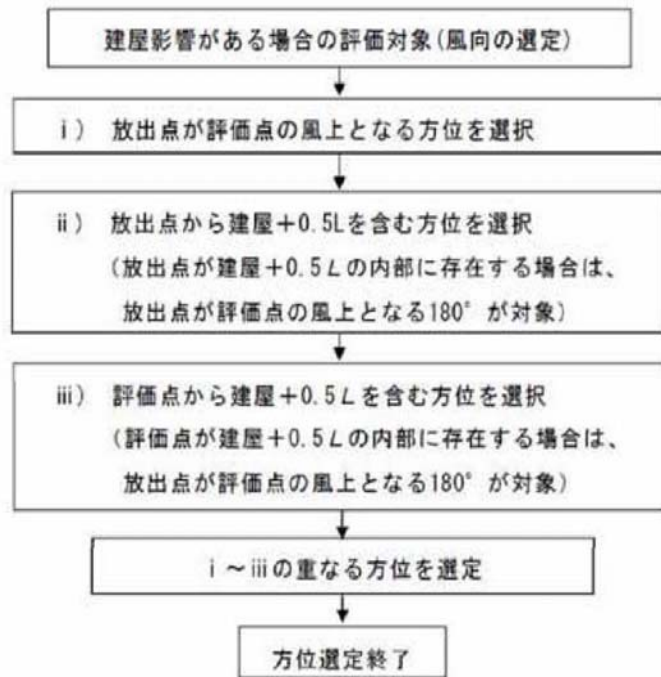 建屋影響がある場合の評価対象(風向の選定)
ⅰ) 放出点が評価点の風上となる方位を選択
ⅱ) 放出点から建屋＋0.5Lを含む方位を選択
(放出点が建屋＋0.5Lの内部に存在する場合は、
放出点が評価点の風上となる180°が対象)
ⅲ) 評価点から建屋＋0.5Lを含む方位を選択
(評価点が建屋＋0.5Lの内部に存在する場合は、
放出点が評価点の風上となる180°が対象)
ⅰ～ⅲの重なる方位を選定
方位選定終了